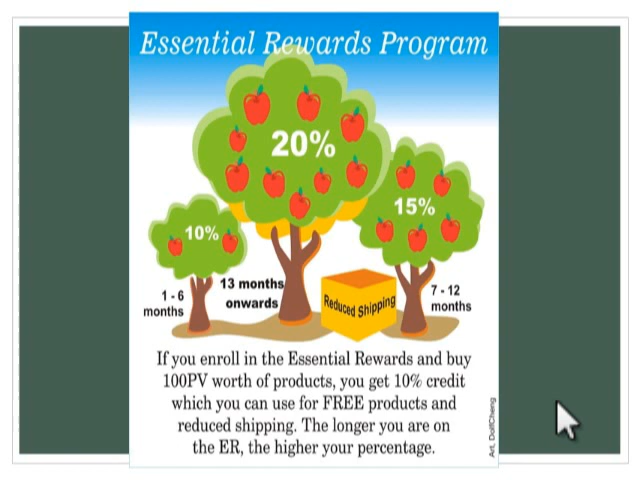 Essential Rewards Program
20%
15%
10%
13 months
onwards
1 - 6
months
7 - 12
months
Reduced Shipping
If you enroll in the Essential Rewards and buy
100PV worth of products, you get 10% credit
which you can use for FREE products and
reduced shipping. The longer you are on
the ER, the higher your percentage.
Art, DolfCheng